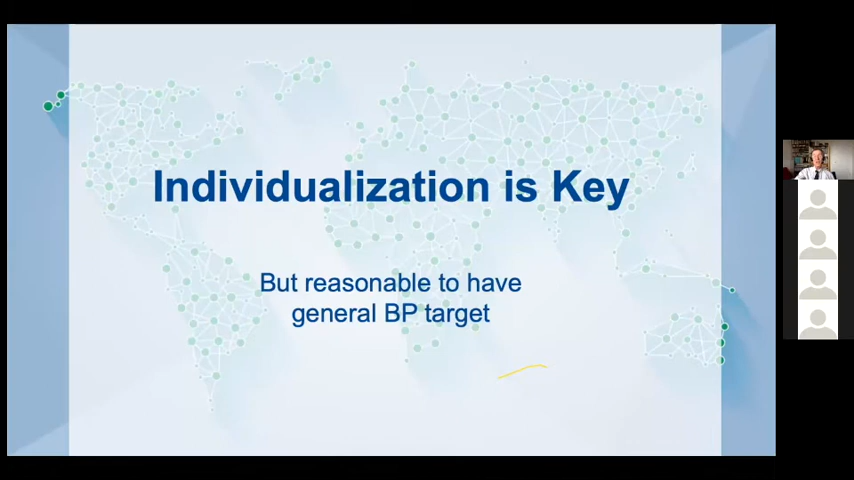 Individualization is Key
But reasonable to have
general BP target